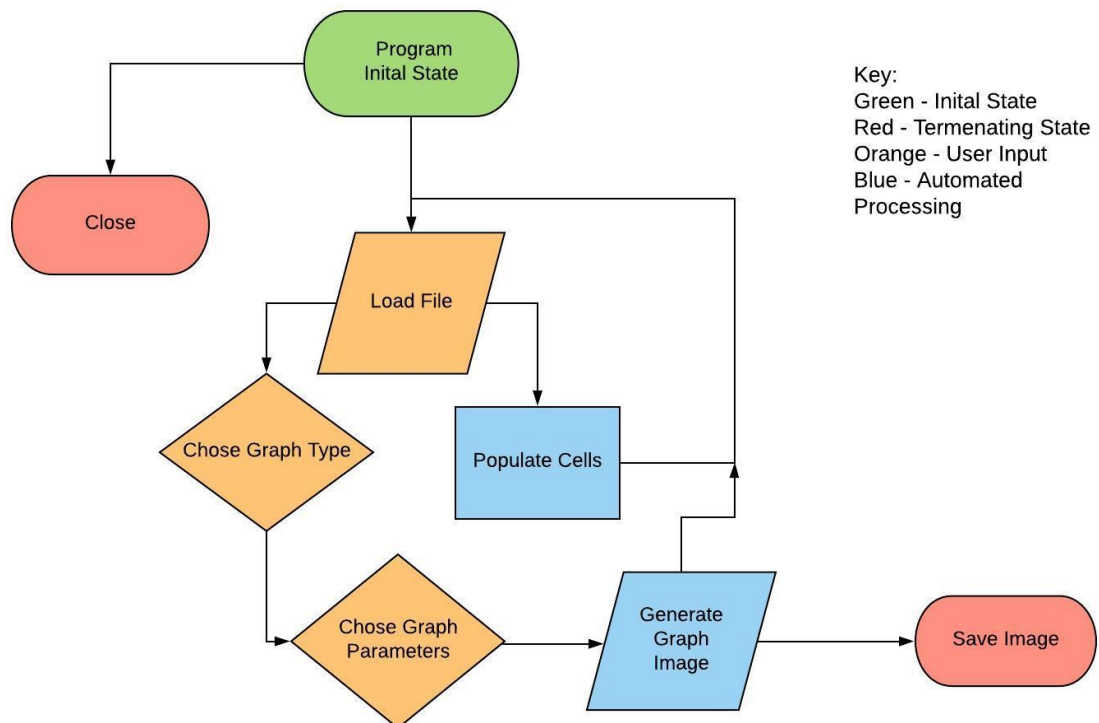 Program
Inital State
Key:
Green - Inital State
Red - Termenating State
Orange - User Input
Blue - Automated
Processing
Close
Load File
Chose Graph Type
Populate Cells
Chose Graph
Parameters
Generate
Graph
Image
Save Image